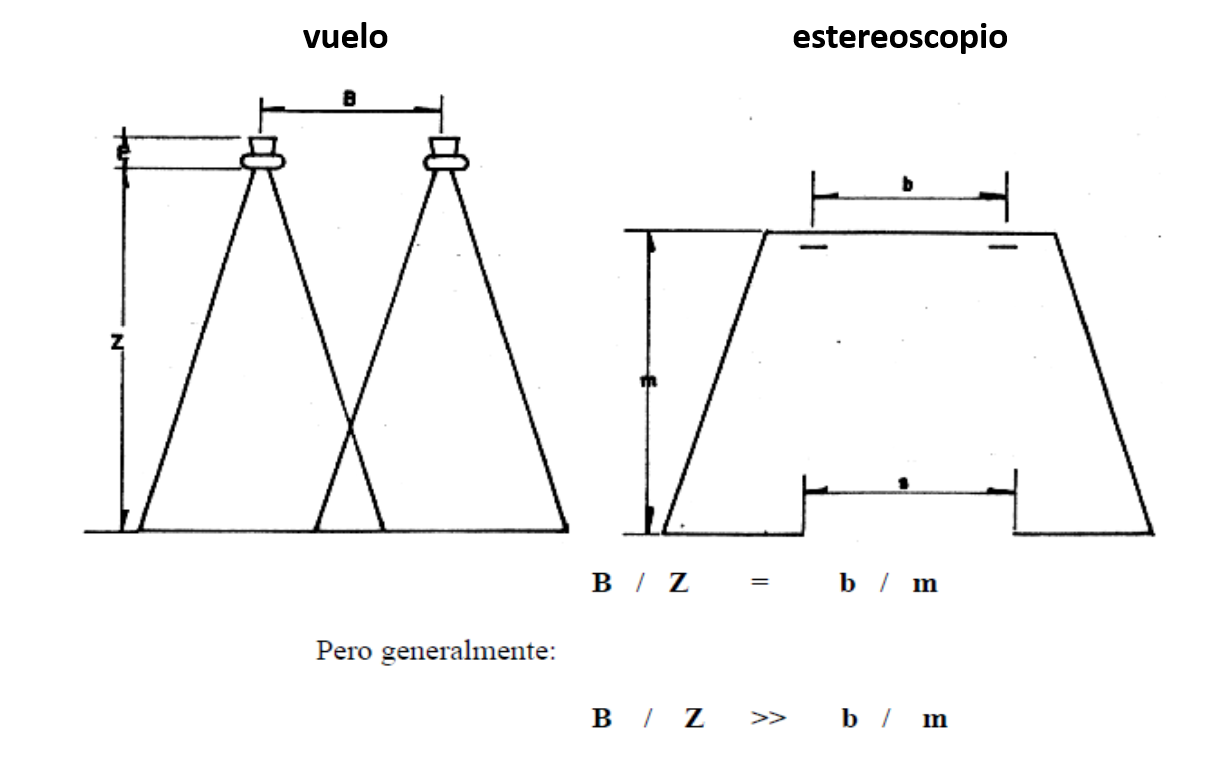 vuelo estereoscopio
B
e
b
Z
m
s
B / Z = b / m
Pero generalmente:
B / Z >> b / m